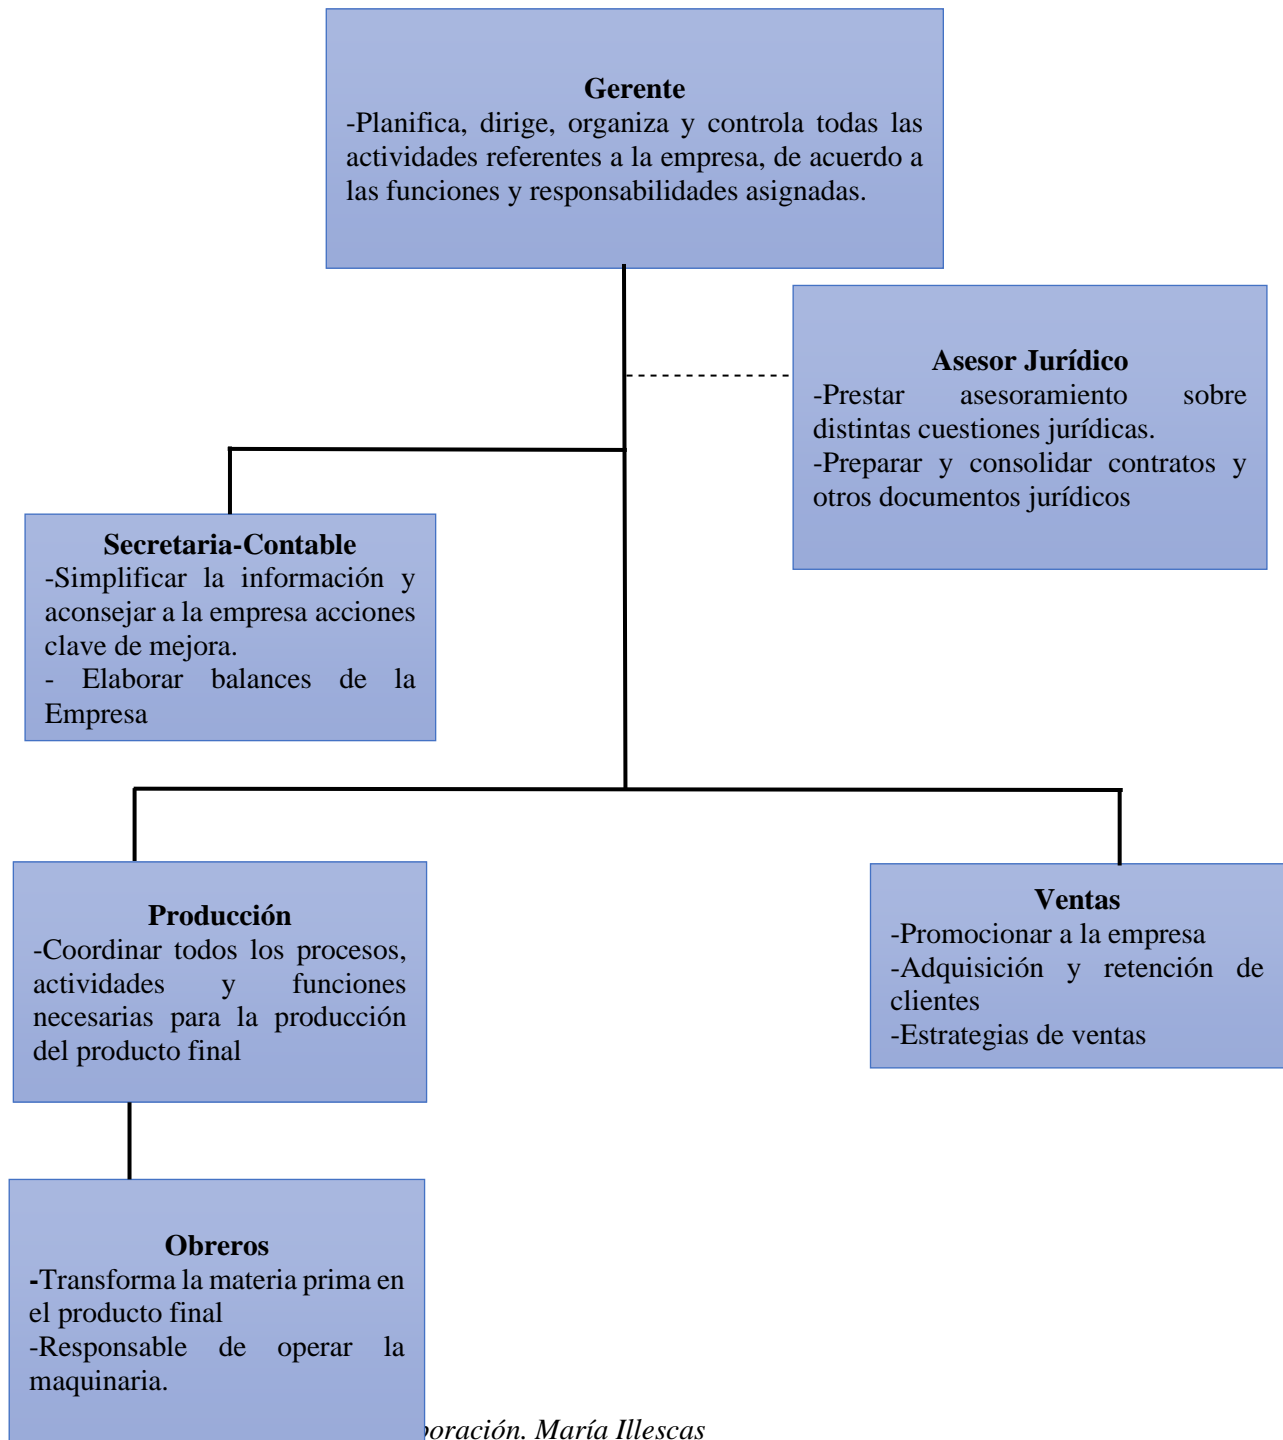 Gerente
-Planifica, dirige, organiza y controla todas las
actividades referentes a la empresa, de acuerdo a
las funciones y responsabilidades asignadas.
Asesor Jurídico
-Prestar asesoramiento sobre
distintas cuestiones jurídicas.
-Preparar y consolidar contratos y
otros documentos jurídicos
Secretaria-Contable
-Simplificar la información y
aconsejar a la empresa acciones
clave de mejora.
- Elaborar balances de la
Empresa
Producción
-Coordinar todos los procesos,
actividades y funciones
necesarias para la producción
del producto final
Ventas
-Promocionar a la empresa
-Adquisición y retención de
clientes
-Estrategias de ventas
Obreros
-Transforma la materia prima en
el producto final
-Responsable de operar la
maquinaria.
María Illescas